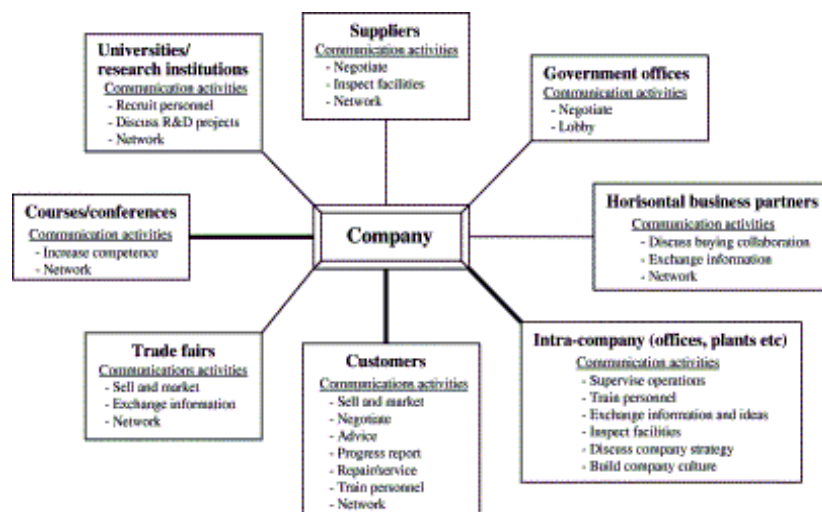 Suppliers
Communication activities
- Negotiate
- Inspect facilities
- Network
Universities/
research institutions
Communication activities
- Recruit personnel
- Discuss R&D projects
- Network
Government offices
Communication activities
- Negotiate
- Lobby
Courses/conferences
Communication activities
- Increase competence
- Network
Company
Horisontal business partners
Communication activities
- Discuss buying collaboration
- Exchange information
- Network
Trade fairs
Communications activities
- Sell and market
- Exchange information
- Network
Customers
Communications activities
- Sell and market
- Negotiate
- Advice
- Progress report
- Repair/service
- Train personnel
- Network
Intra-company (offices, plants etc)
Communication activities
- Supervise operations
- Train personnel
- Exchange information and ideas
- Inspect facilities
- Discuss company strategy
- Build company culture